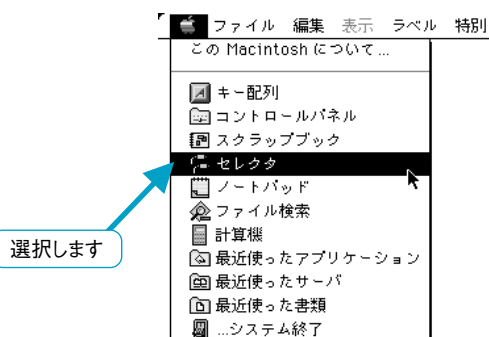 ファイル 編集 表示 ラベル 特別
この Macintosh について...
キー配列
コントロールパネル
スクラップブック
セレクタ
ノートパッド
ファイル検索
計算機
最近使ったアプリケーション
最近使ったサーバ
最近使った書類
...システム終了
選択します